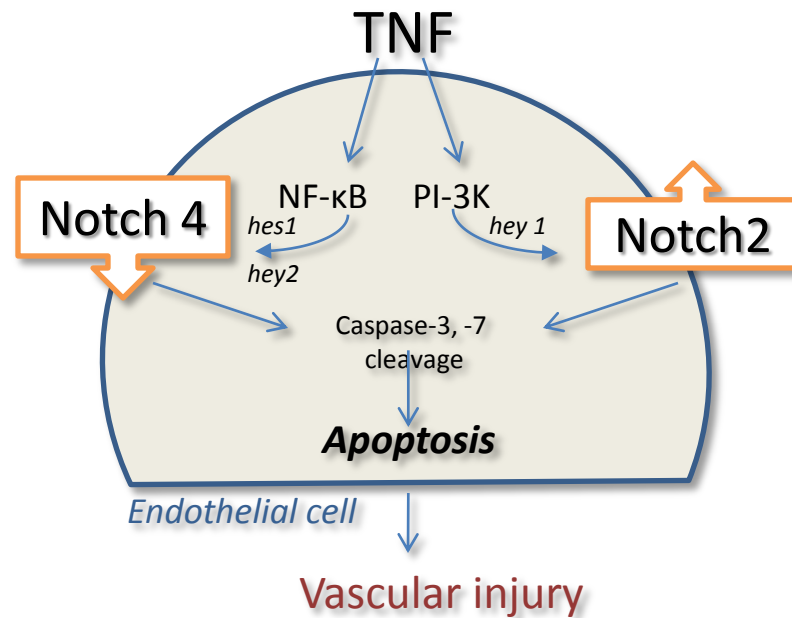 TNF
NF-κB
PI-3K
Notch 4
hes1
hey 1
Notch2
hey2
Caspase-3, -7
cleavage
Apoptosis
Endothelial cell
Vascular injury